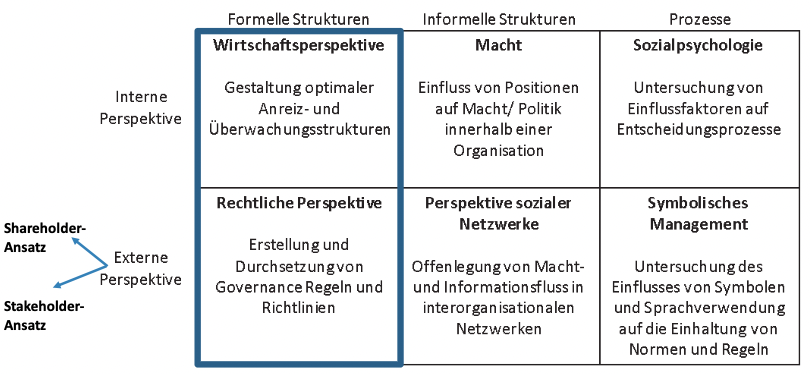 Formelle Strukturen
Informelle Strukturen
Prozesse
Interne
Perspektive
Wirtschaftsperspektive
Gestaltung optimaler
Anreiz- und
Überwachungsstrukturen
Macht
Einfluss von Positionen
auf Macht/ Politik
innerhalb einer
Organisation
Sozialpsychologie
Untersuchung von
Einflussfaktoren auf
Entscheidungsprozesse
Shareholder-
Ansatz
Stakeholder-
Ansatz
Externe
Perspektive
Rechtliche Perspektive
Erstellung und
Durchsetzung von
Governance Regeln und
Richtlinien
Perspektive sozialer
Netzwerke
Offenlegung von Macht-
und Informationsfluss in
interorganisationalen
Netzwerken
Symbolisches
Management
Untersuchung des
Einflusses von Symbolen
und Sprachverwendung
auf die Einhaltung von
Normen und Regeln